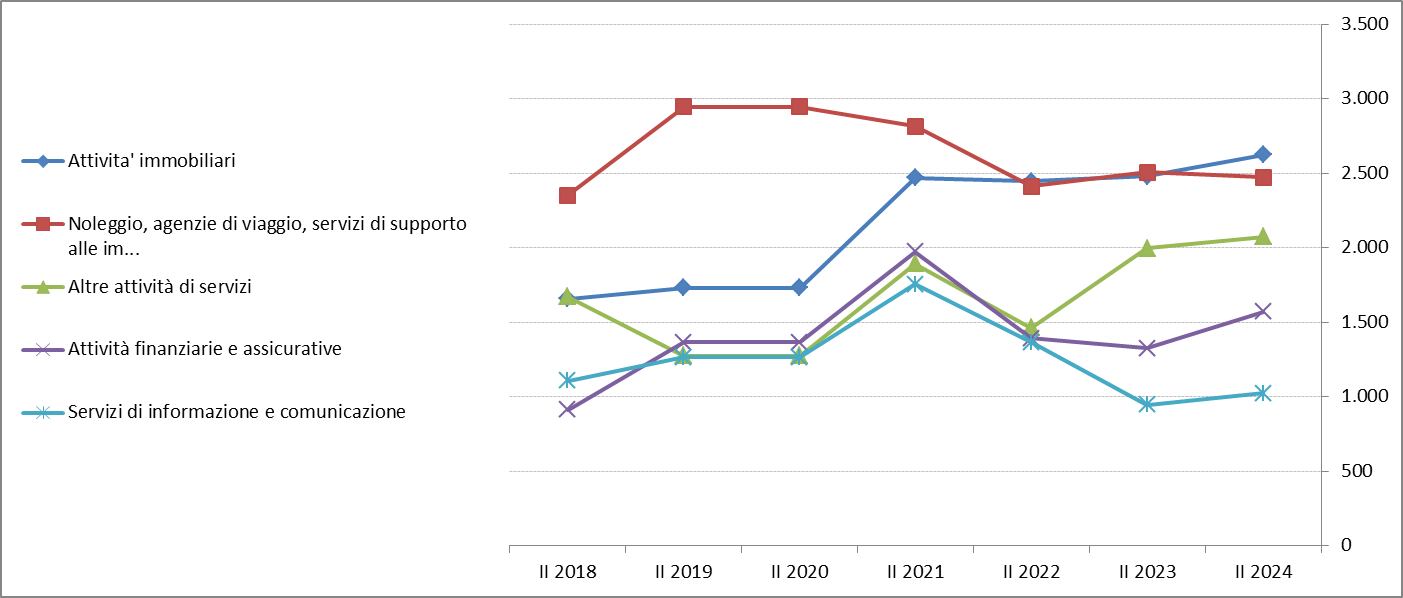 Attivita' immobiliari
Noleggio, agenzie di viaggio, servizi di supporto
alle im...
Altre attività di servizi
Attività finanziarie e assicurative
Servizi di informazione e comunicazione
3.500
3.000
2.500
2.000
1.500
1.000
500
0
II 2018 II 2019 II 2020 II 2021 II 2022 II 2023 II 2024